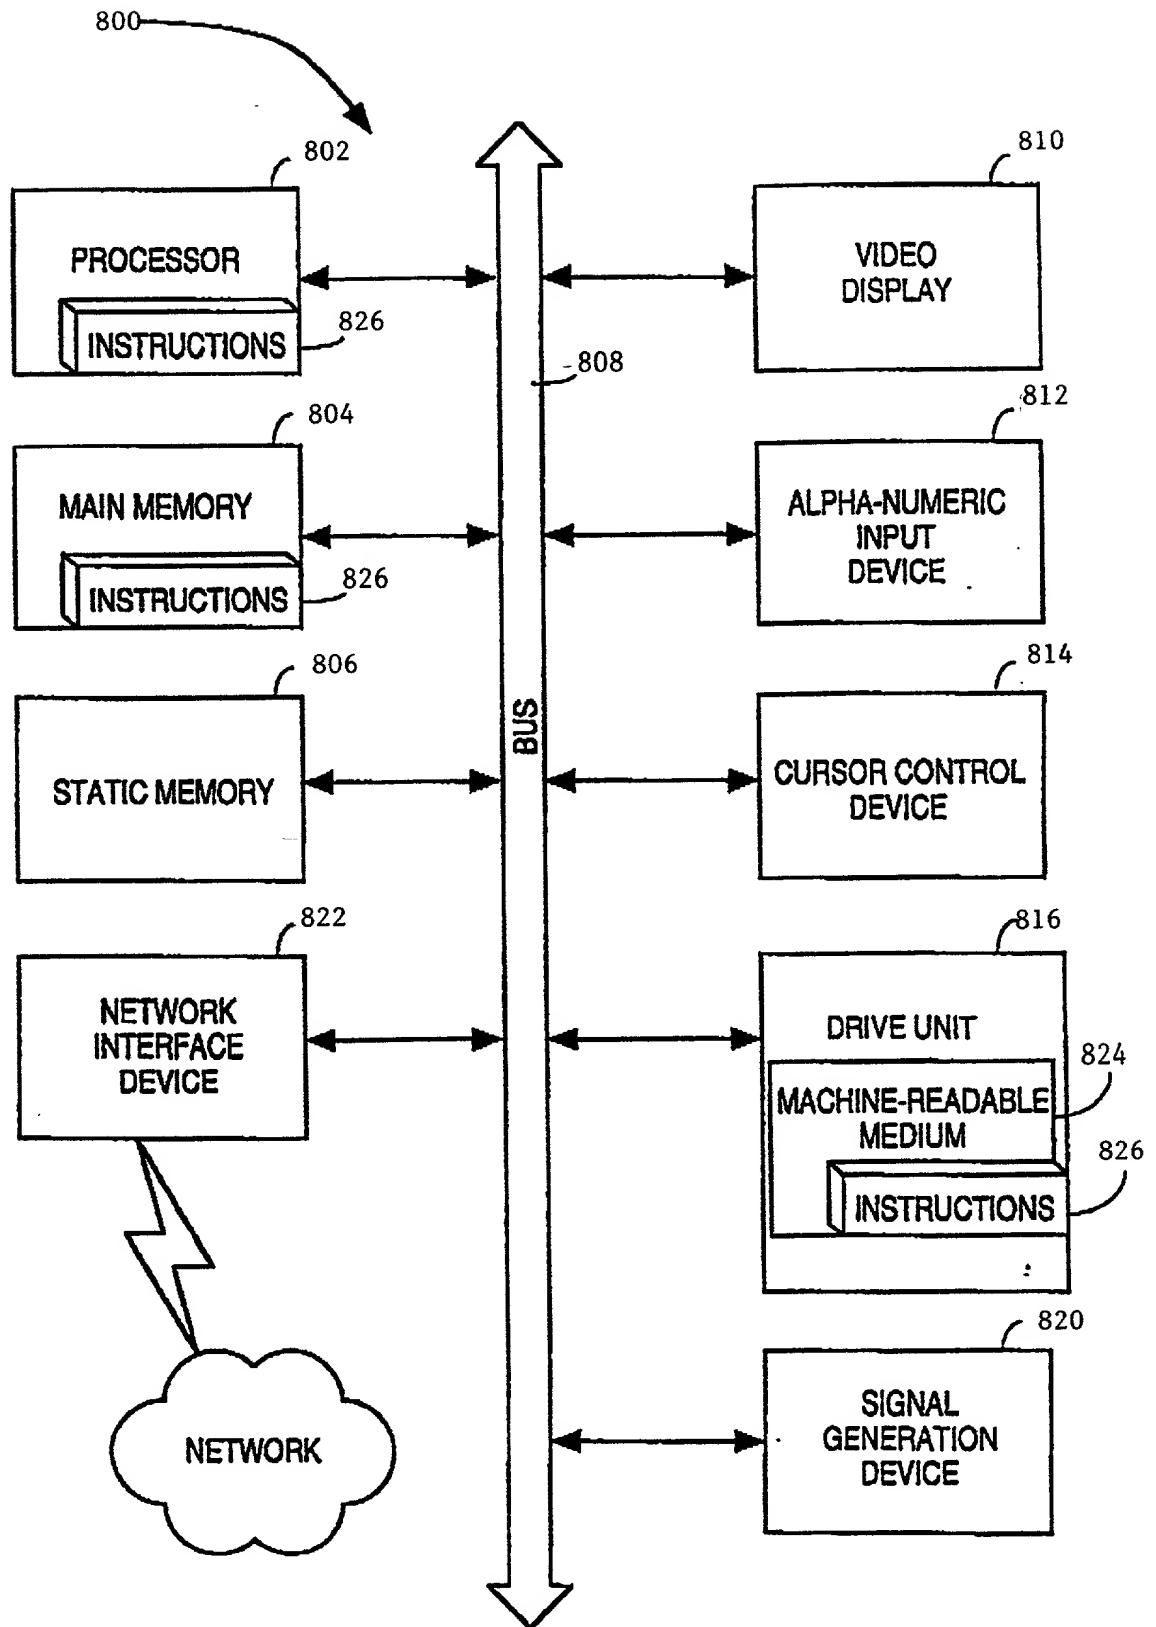 800
802
PROCESSOR
INSTRUCTIONS
826
804
MAIN MEMORY
INSTRUCTIONS
826
806
STATIC MEMORY
822
NETWORK
INTERFACE
DEVICE
NETWORK
808
BUS
810
VIDEO
DISPLAY
812
ALPHA-NUMERIC
INPUT
DEVICE
814
CURSOR CONTROL
DEVICE
816
DRIVE UNIT
824
MACHINE-READABLE
MEDIUM
826
INSTRUCTIONS
820
SIGNAL
GENERATION
DEVICE